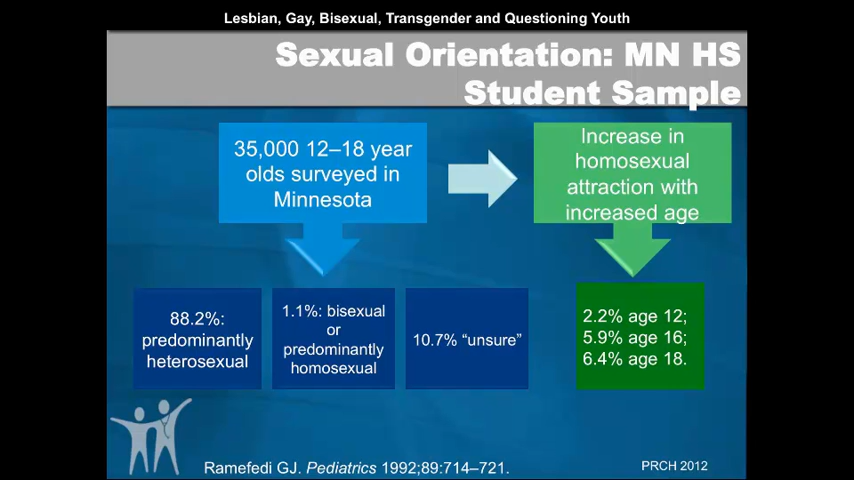 Lesbian, Gay, Bisexual, Transgender and Questioning Youth
Sexual Orientation: MN HS
Student Sample
35,000 12–18 year
olds surveyed in
Minnesota
Increase in
homosexual
attraction with
increased age
88.2%:
predominantly
heterosexual
1.1%: bisexual
or
predominantly
homosexual
10.7% “unsure”
2.2% age 12;
5.9% age 16;
6.4% age 18.
Ramefedi GJ. Pediatrics 1992;89:714–721.
PRCH 2012